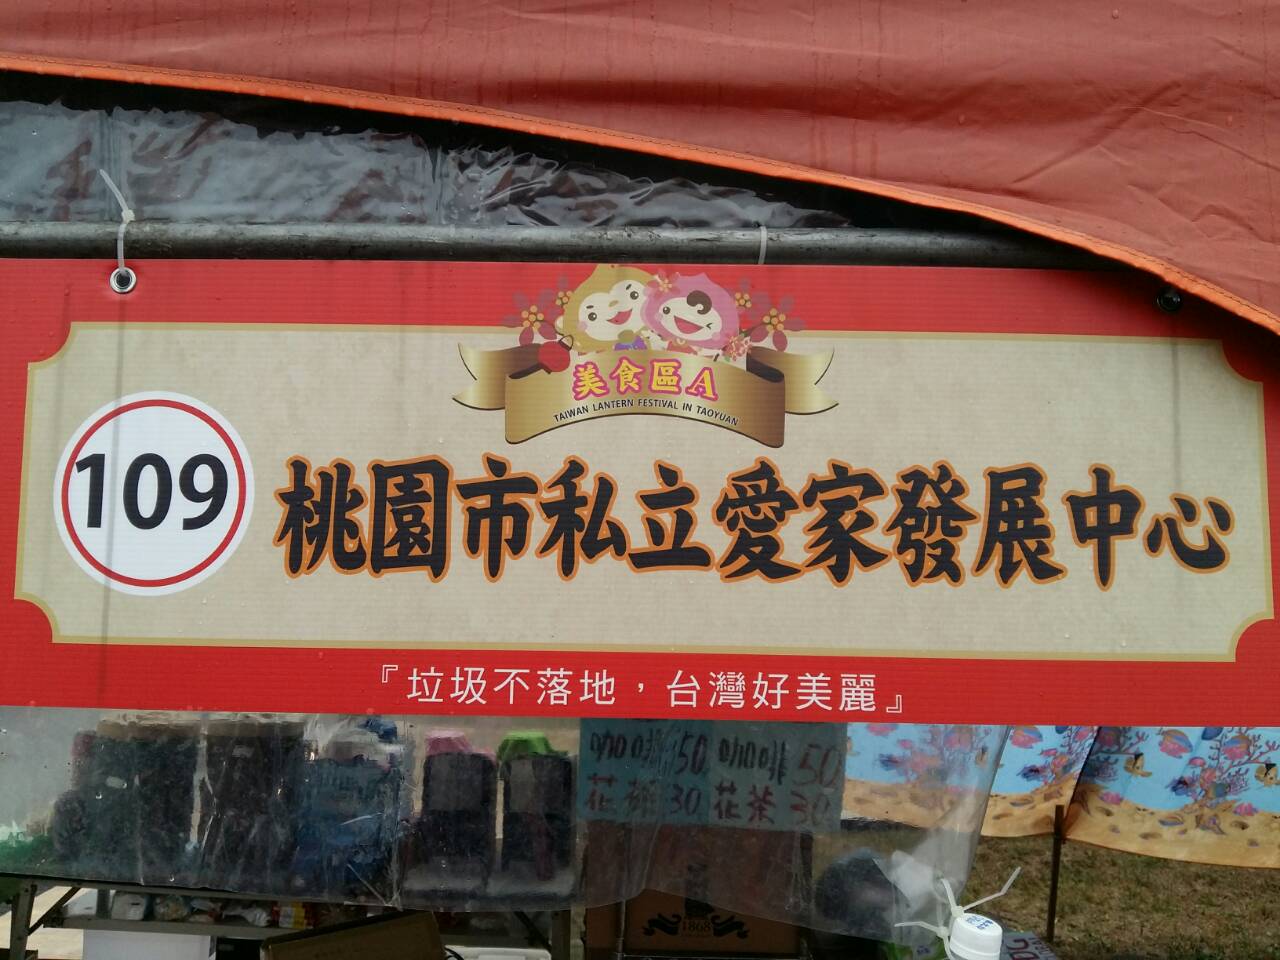 美食區A
TAIWAN LANTERN FESTIVAL IN TAOYUAN
109
桃園市私立愛家發展中心
『垃圾不落地，台灣好美麗』
咖啡 50 咖啡 50
花茶 30 花茶 30
1868